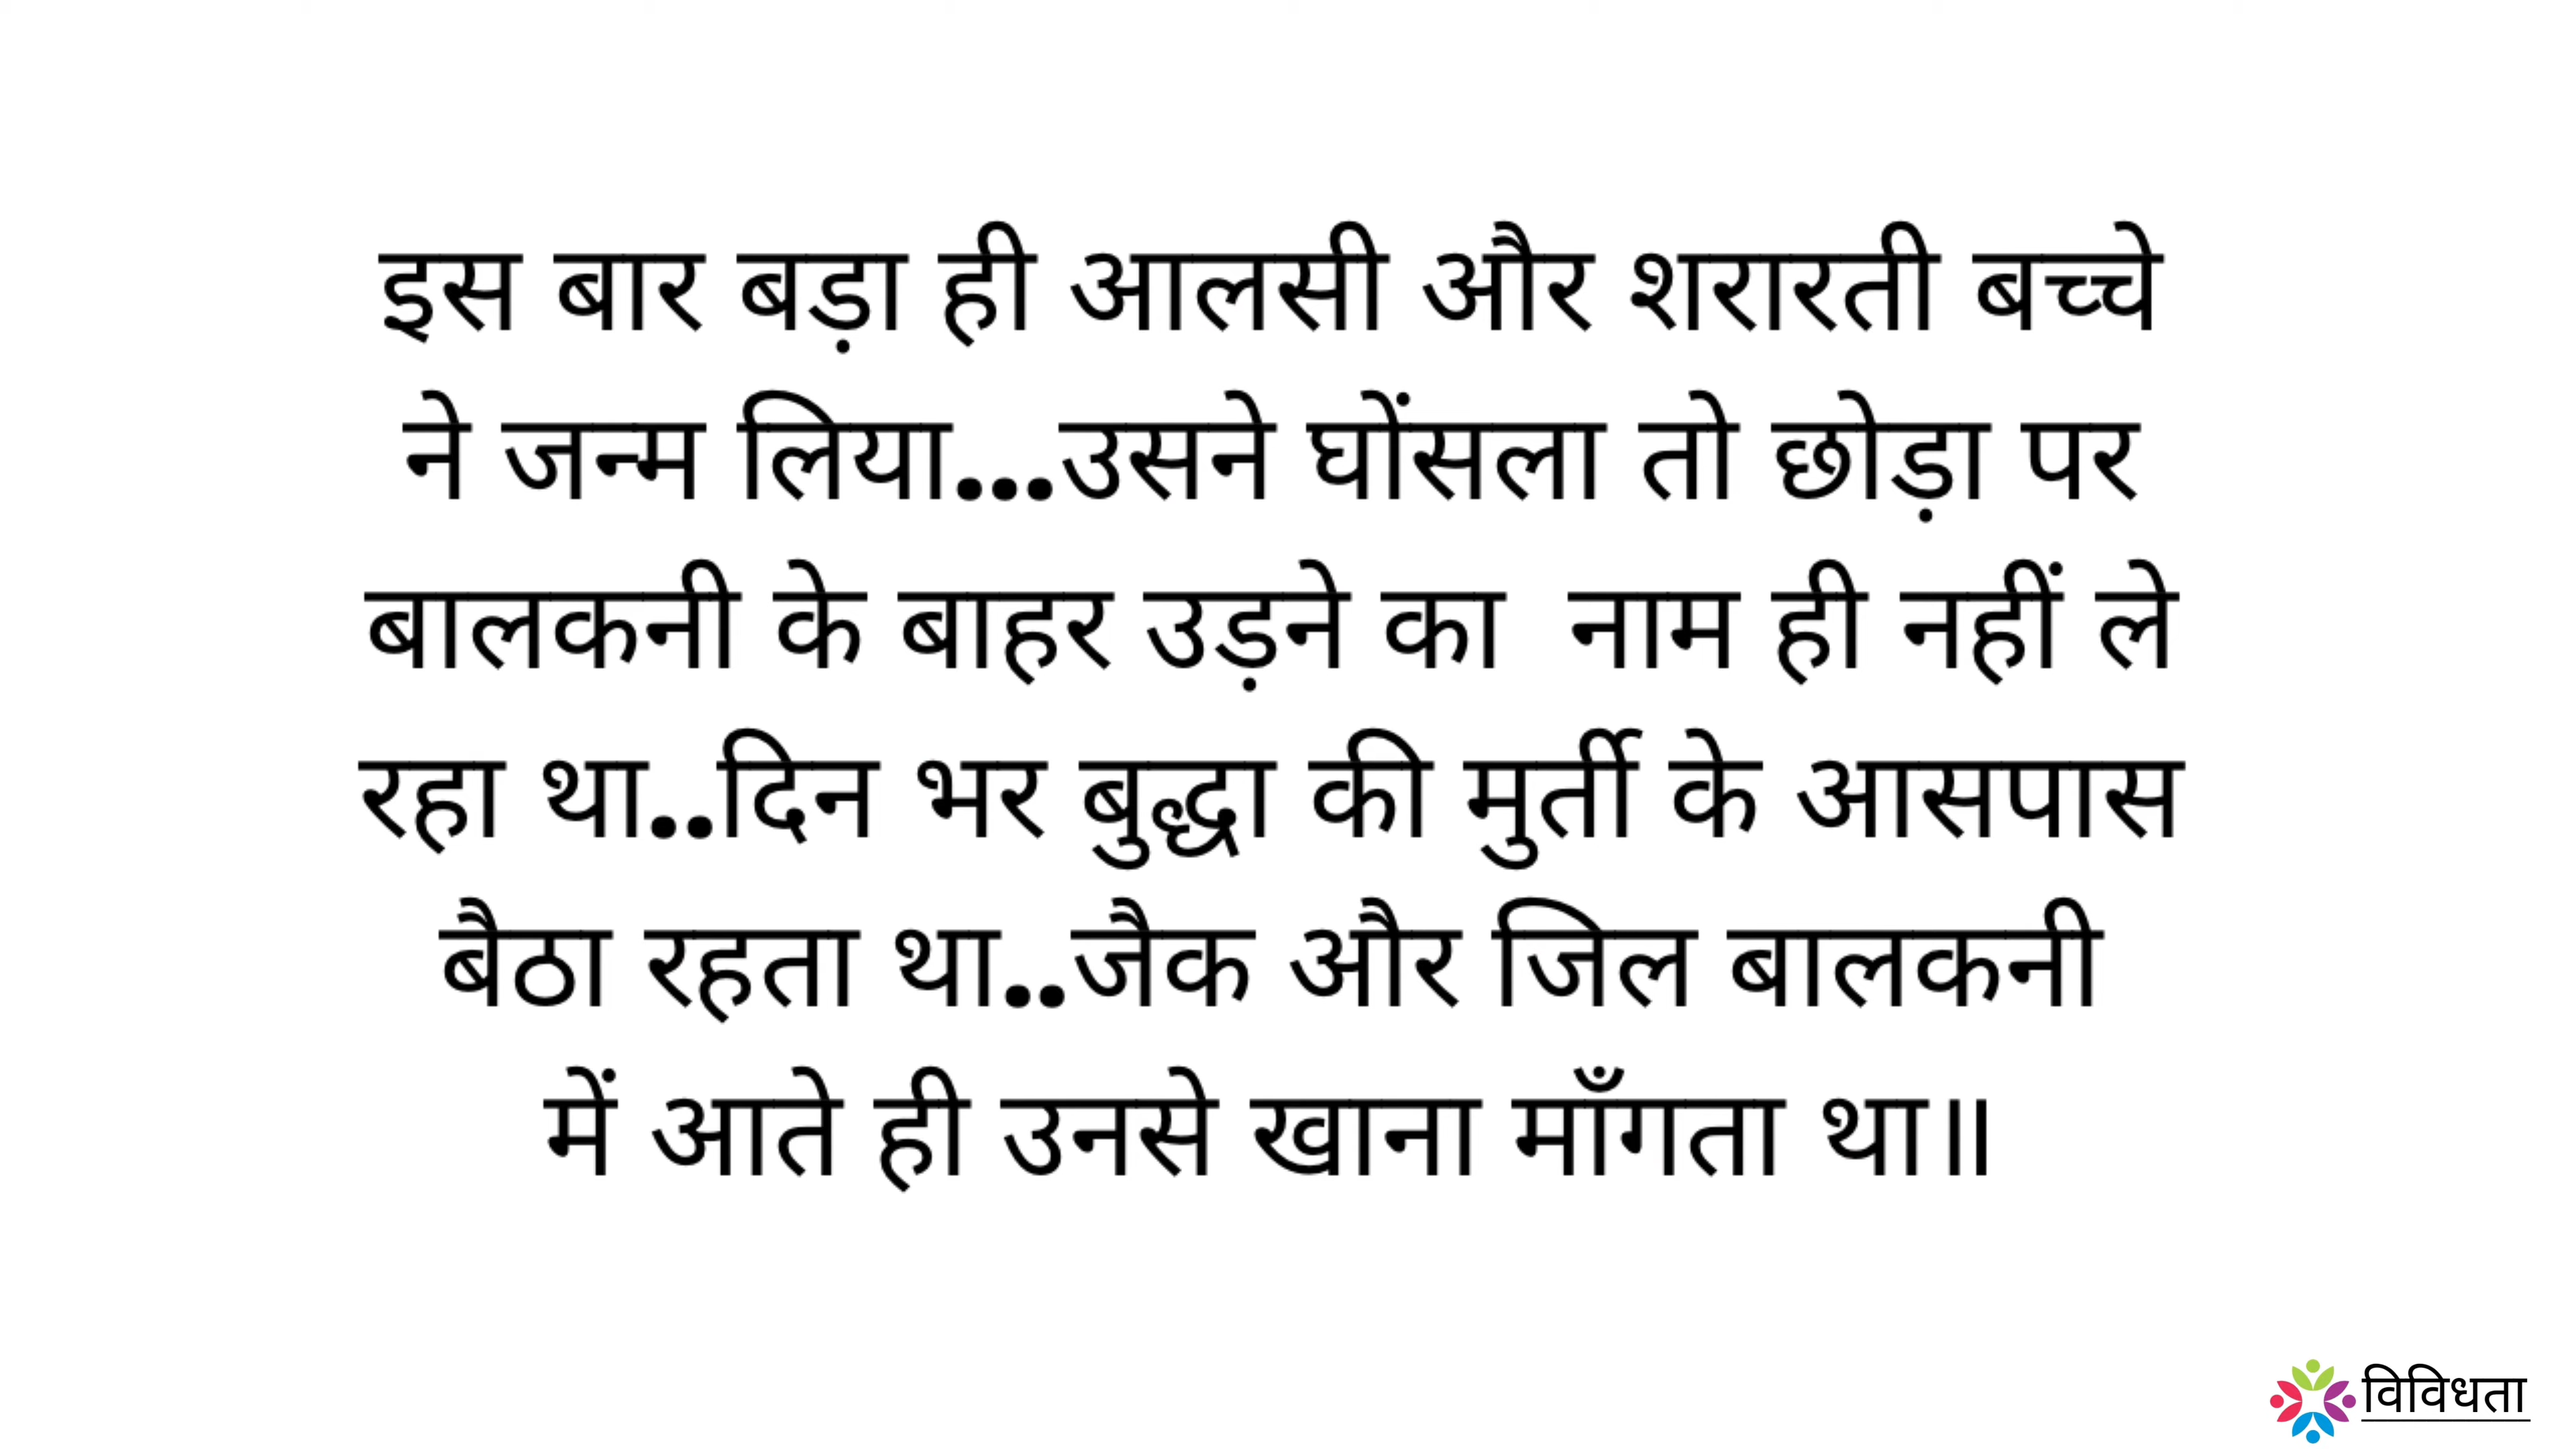 इस बार बड़ा ही आलसी और शरारती बच्चे
ने जन्म लिया...उसने घोंसला तो छोड़ा पर
बालकनी के बाहर उड़ने का  नाम ही नहीं ले
रहा था..दिन भर बुद्धा की मुर्ती के आसपास
बैठा रहता था..जैक और जिल बालकनी
में आते ही उनसे खाना माँगता था॥
विविधता